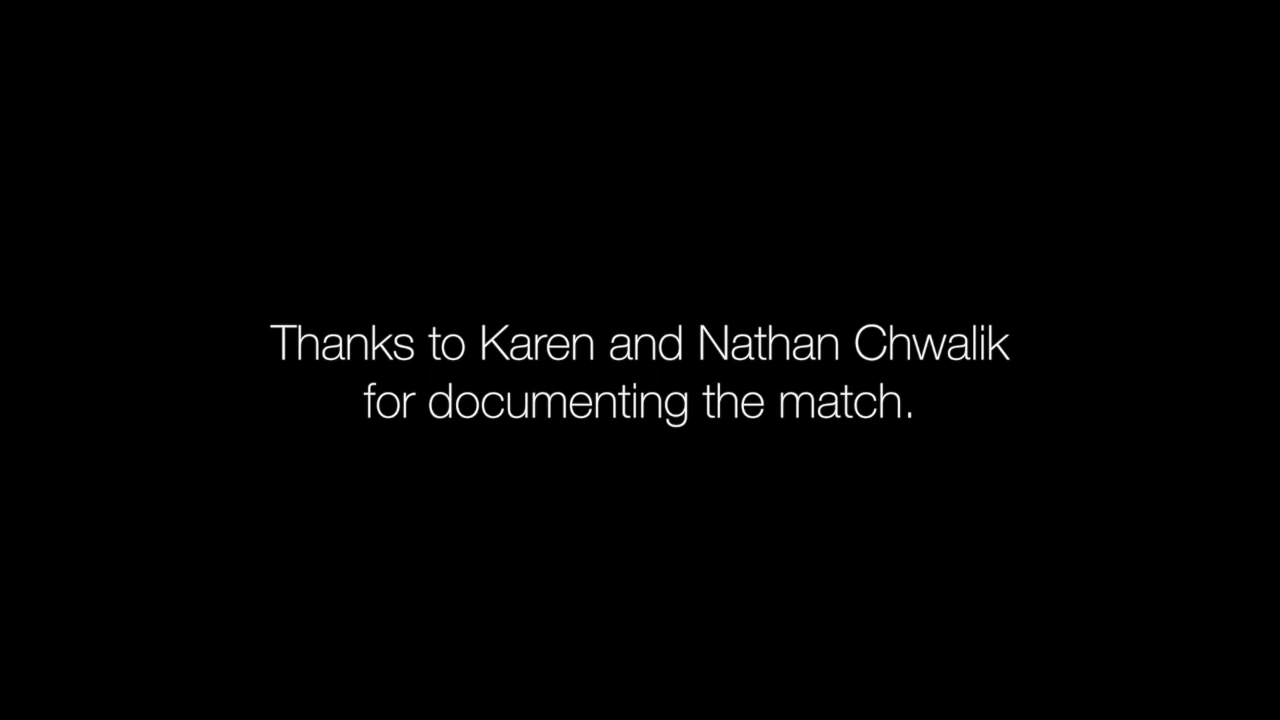 Thanks to Karen and Nathan Chwalik
for documenting the match.